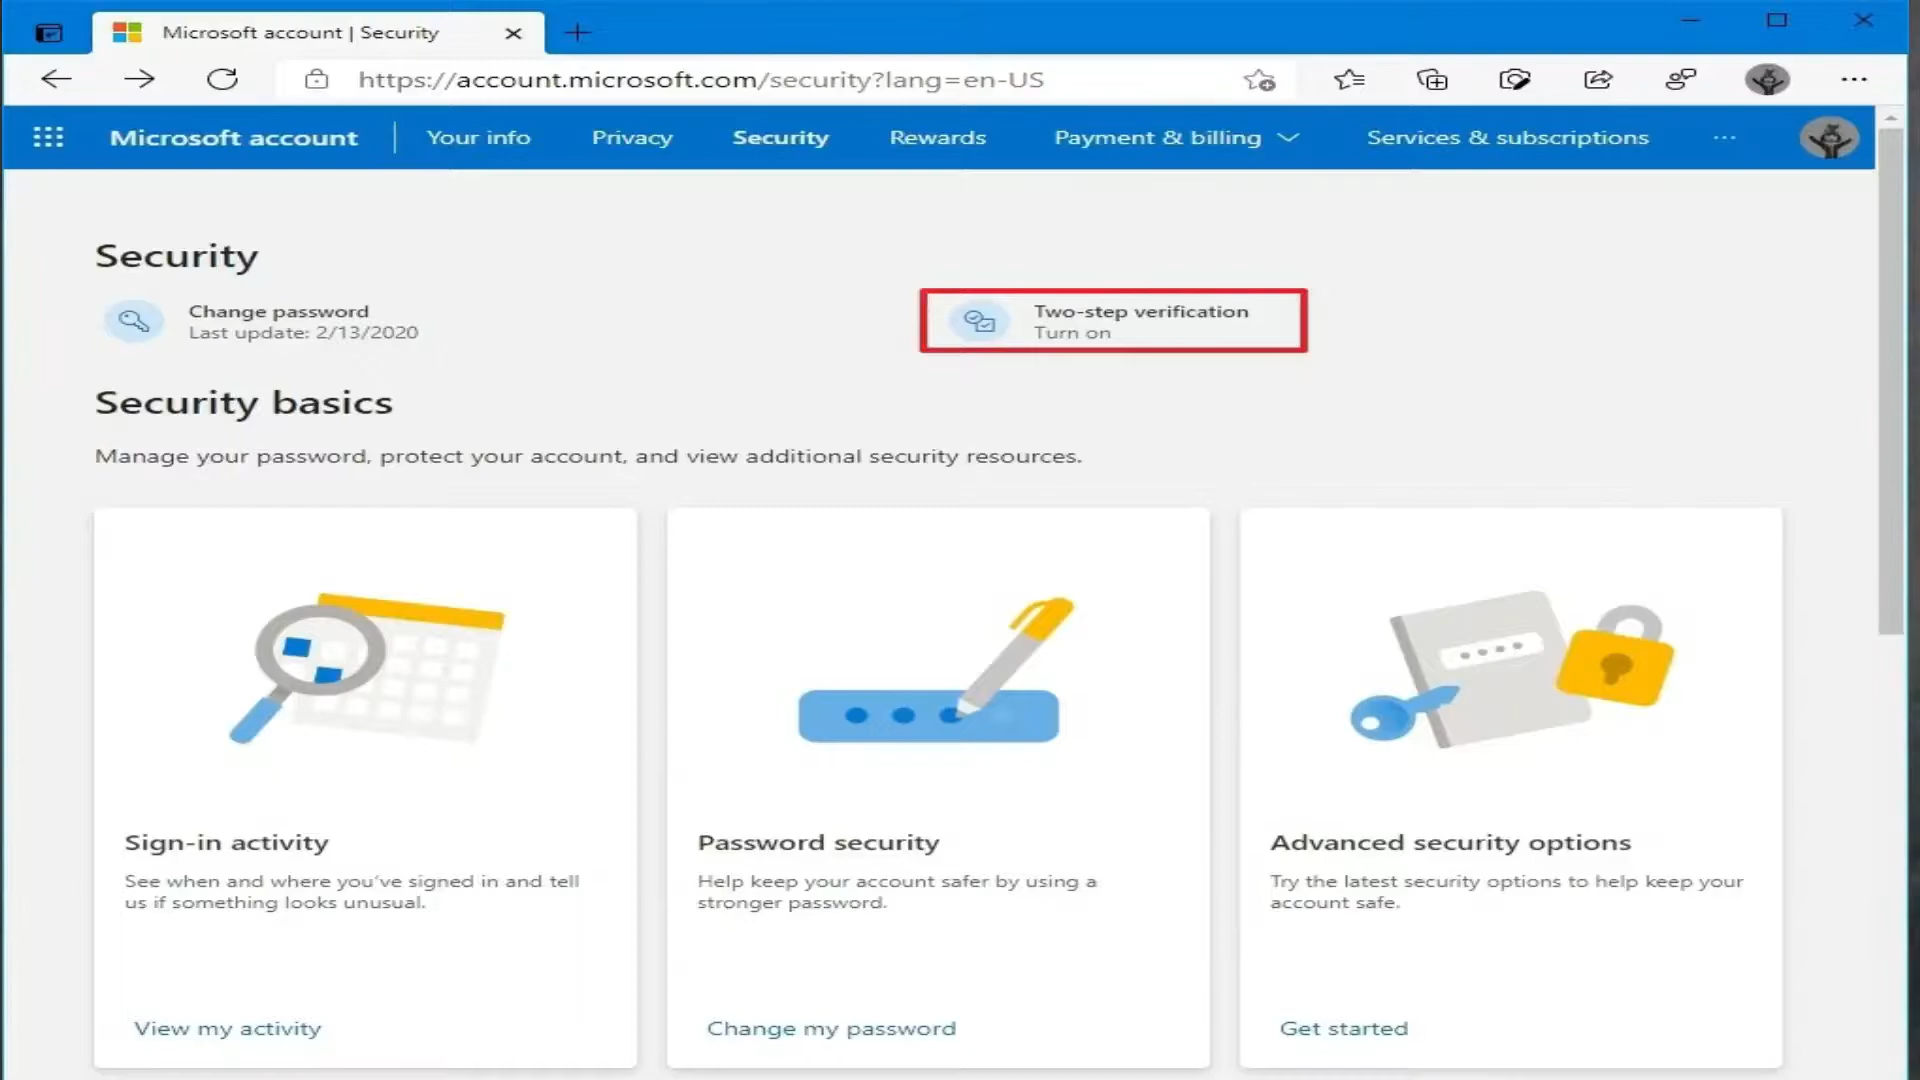 Microsoft account | Security
https://account.microsoft.com/security?lang=en-US
Microsoft account
Your info
Privacy
Security
Rewards
Payment & billing
Services & subscriptions
Security
Change password
Last update: 2/13/2020
Two-step verification
Turn on
Security basics
Manage your password, protect your account, and view additional security resources.
Sign-in activity
See when and where you've signed in and tell
us if something looks unusual.
View my activity
Password security
Help keep your account safer by using a
stronger password.
Change my password
Advanced security options
Try the latest security options to help keep your
account safe.
Get started